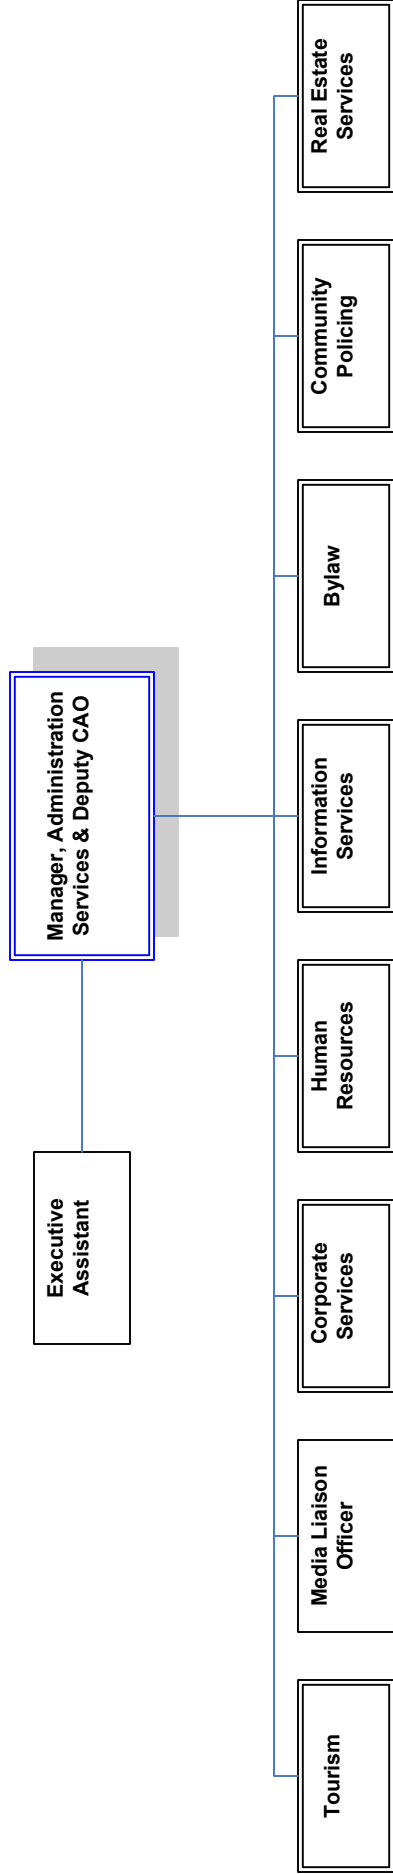 Manager, Administration
Services & Deputy CAO
Executive
Assistant
Tourism
Media Liaison
Officer
Corporate
Services
Human
Resources
Information
Services
Bylaw
Community
Policing
Real Estate
Services